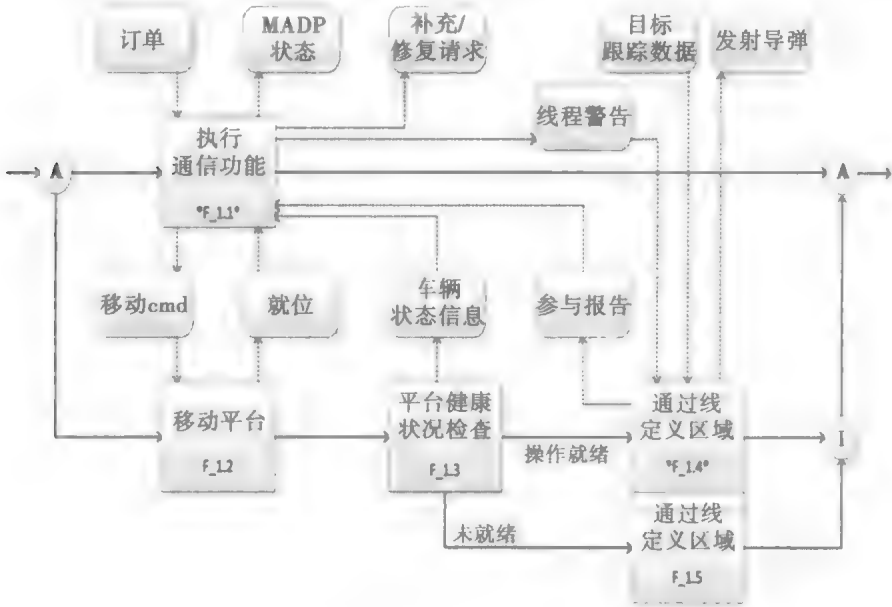 订单
MADP
状态
补充/
修复请求
目标
跟踪数据
发射导弹
线程警告
执行
通信功能
"F_1.1"
A
A
移动cmd
就位
车辆
状态信息
参与报告
移动平台
F_1.2
平台健康
状况检查
F_1.3
操作就绪
通过线
定义区域
"F_1.4"
I
未就绪
通过线
定义区域
F_1.5